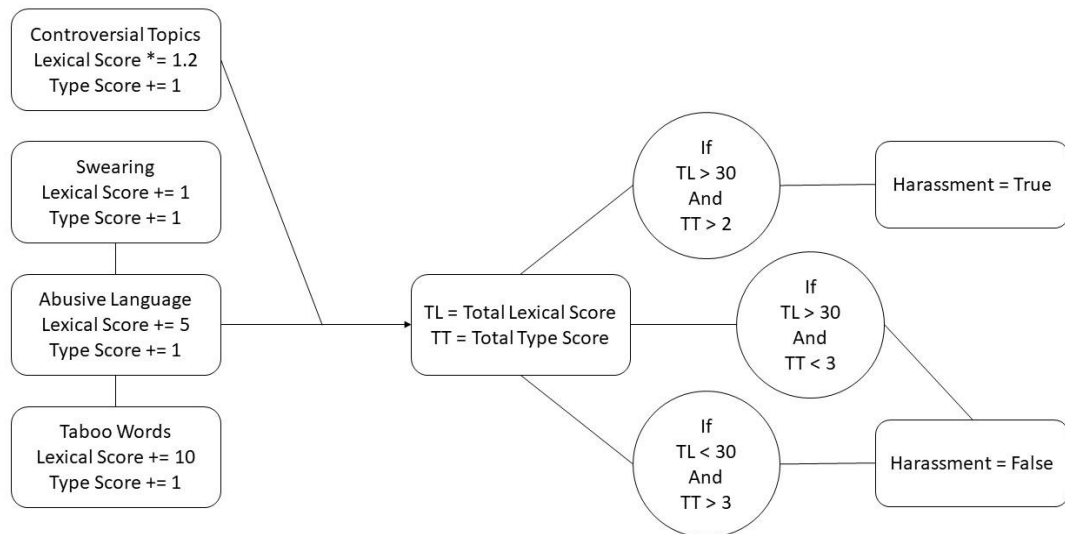 Controversial Topics
Lexical Score *= 1.2
Type Score += 1
Swearing
Lexical Score += 1
Type Score += 1
Abusive Language
Lexical Score += 5
Type Score += 1
Taboo Words
Lexical Score += 10
Type Score += 1
TL = Total Lexical Score
TT = Total Type Score
If
TL > 30
And
TT > 2
Harassment = True
If
TL > 30
And
TT < 3
If
TL < 30
And
TT > 3
Harassment = False